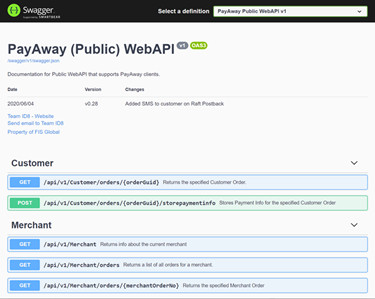 Swagger.
Supported by SMARTBEAR
Select a definition
PayAway Public WebAPI v1
PayAway (Public) WebAPI v1 OAS3
/swagger/v1/swagger.json
Documentation for Public WebAPI that supports PayAway clients.
Date Version Changes
2020/06/04 v0.28 Added SMS to customer on Raft Postback
Team ID8 - Website
Send email to Team ID8
Property of FIS Global
Customer
GET /api/v1/Customer/orders/{orderGuid} Returns the specified Customer Order.
POST /api/v1/Customer/orders/{orderGuid}/storepaymentinfo Stores Payment Info for the specified Customer Order
Merchant
GET /api/v1/Merchant Returns info about the current merchant
GET /api/v1/Merchant/orders Returns a list of all orders for a merchant.
GET /api/v1/Merchant/orders/{merchantOrderNo} Returns the specified Merchant Order